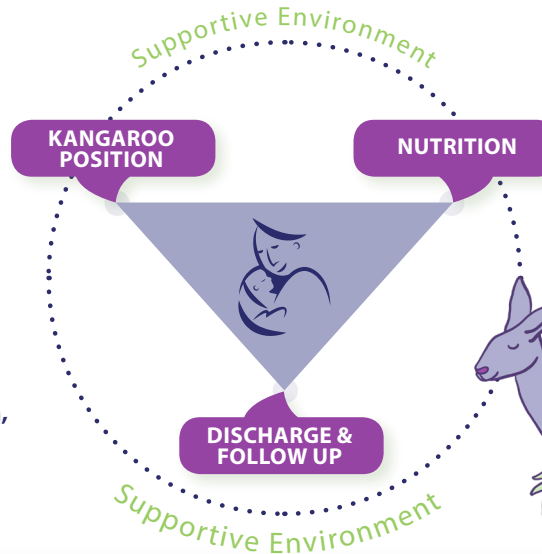 Supportive Environment
KANGAROO
POSITION
NUTRITION
,
DISCHARGE &
FOLLOW UP
Supportive Environment